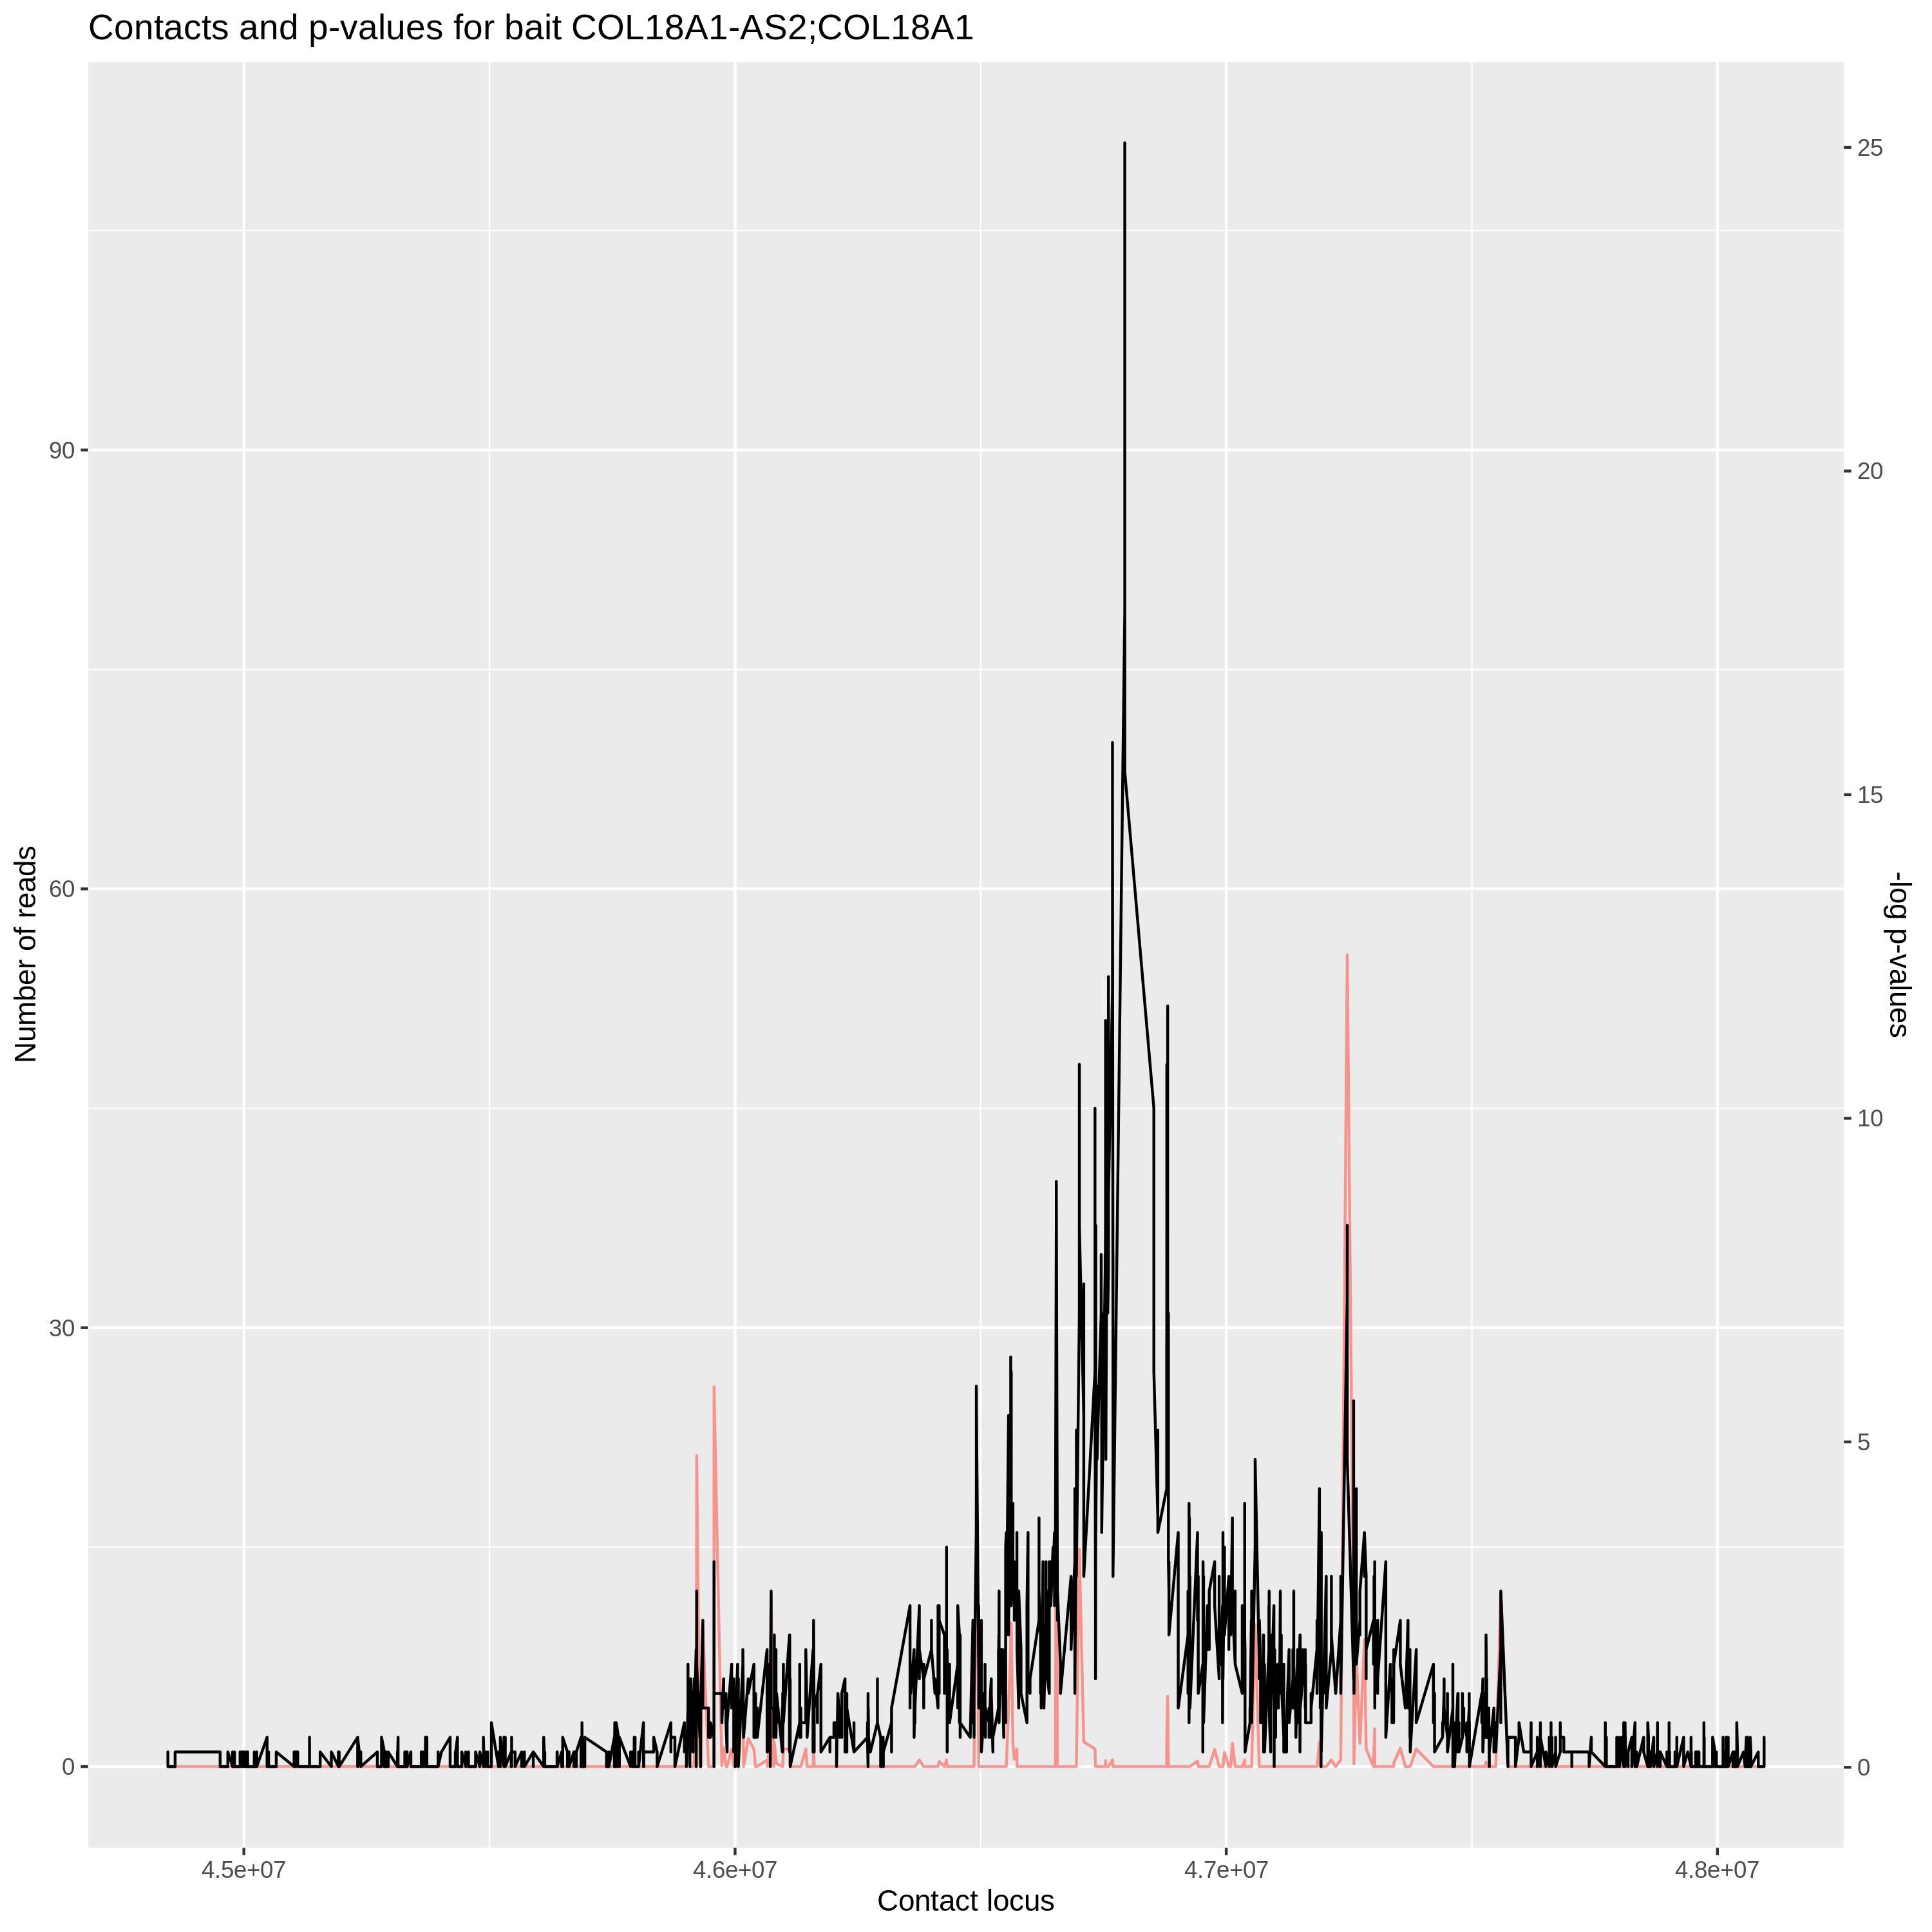 Contacts and p-values for bait COL18A1-AS2;COL18A1
Number of reads
90
60
30
0
25
20
15
10
5
0
-log p-values
4.5e+07
4.6e+07
4.7e+07
4.8e+07
Contact locus